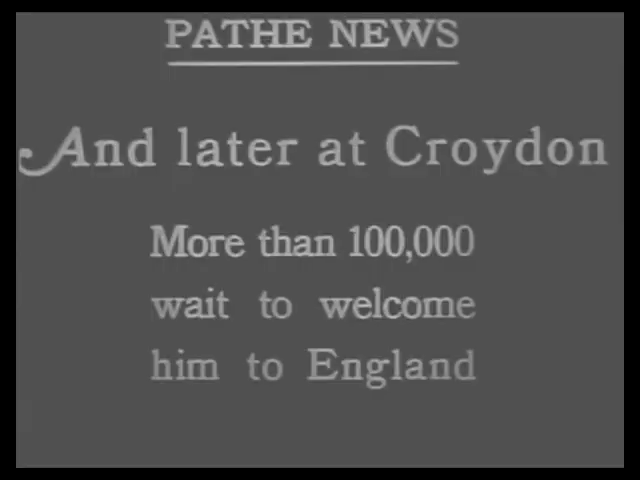 PATHE NEWS
And later at Croydon
More than 100,000
wait to welcome
him to England